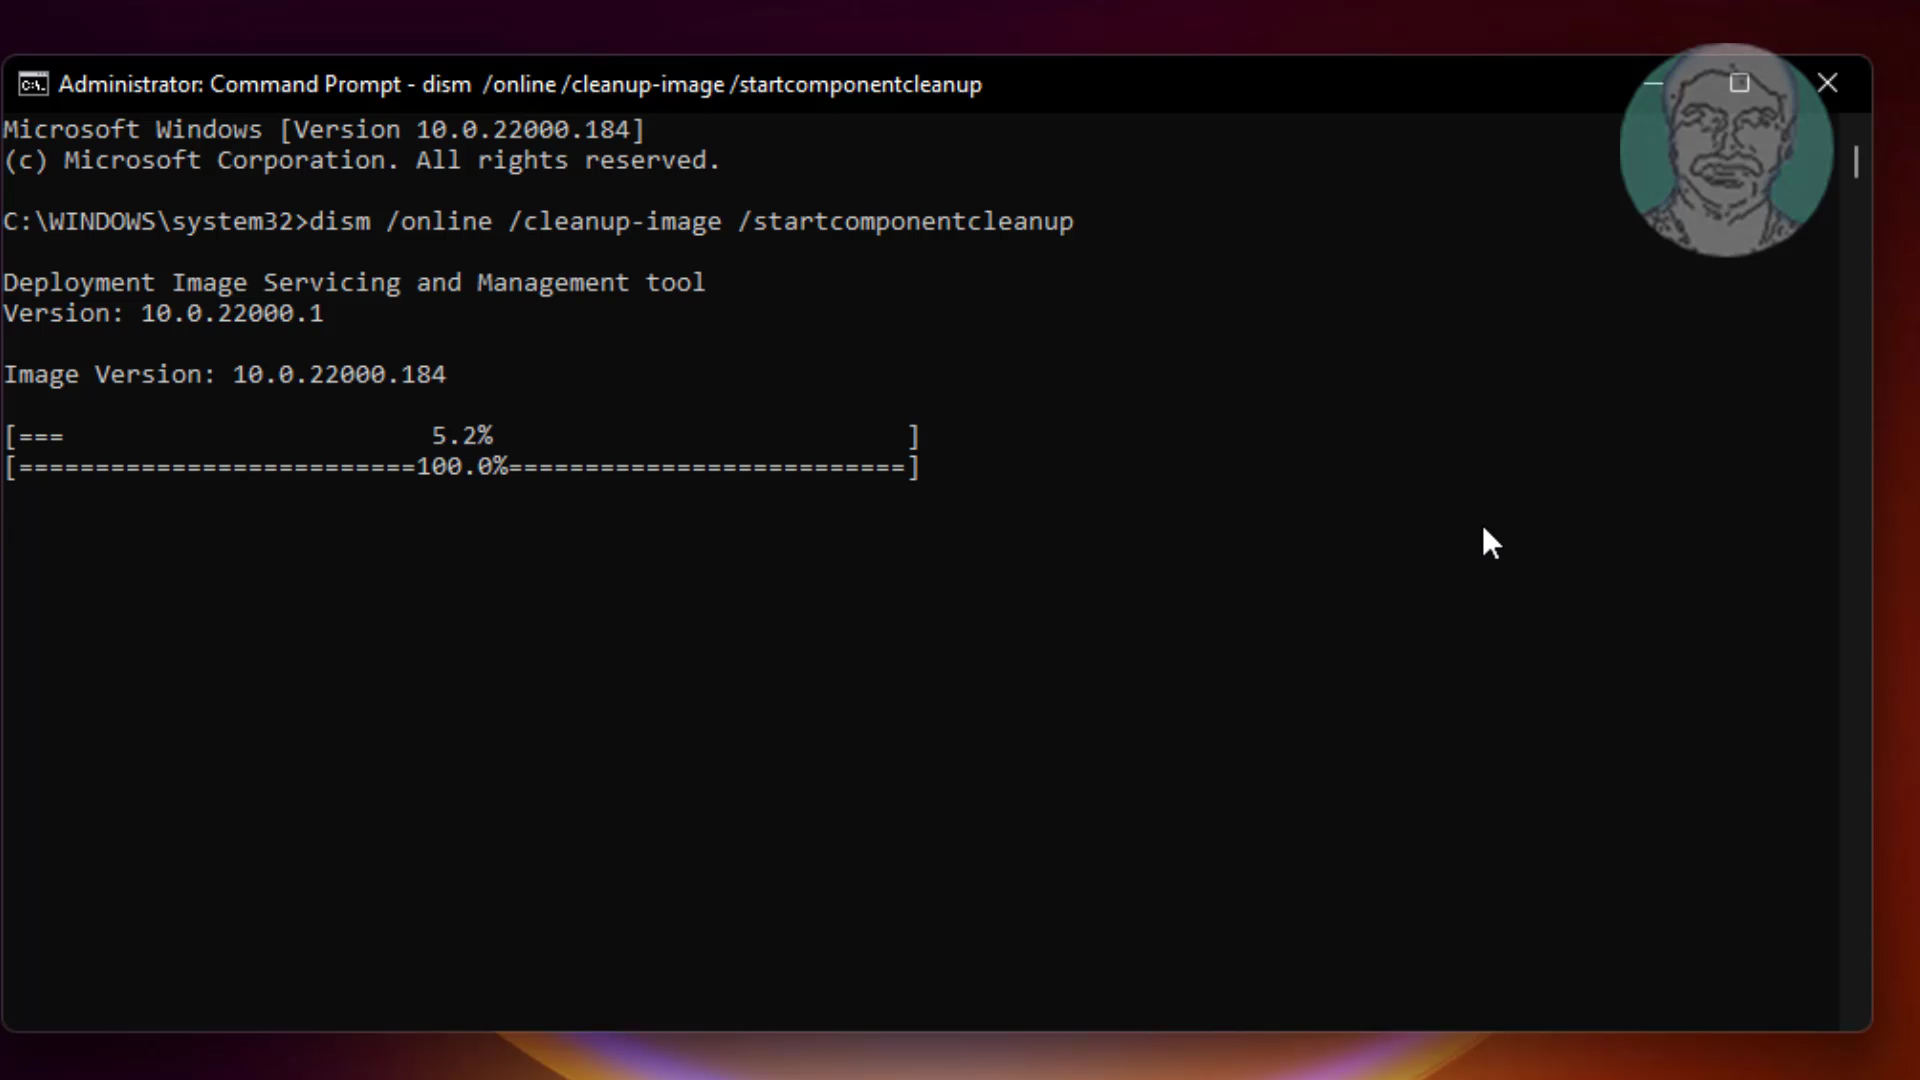 Administrator: Command Prompt - dism  /online /cleanup-image /startcomponentcleanup
Microsoft Windows [Version 10.0.22000.184]
(c) Microsoft Corporation. All rights reserved.
C:\WINDOWS\system32>dism /online /cleanup-image /startcomponentcleanup
Deployment Image Servicing and Management tool
Version: 10.0.22000.1
Image Version: 10.0.22000.184
[===                        5.2%                           ]
[==========================100.0%==========================]